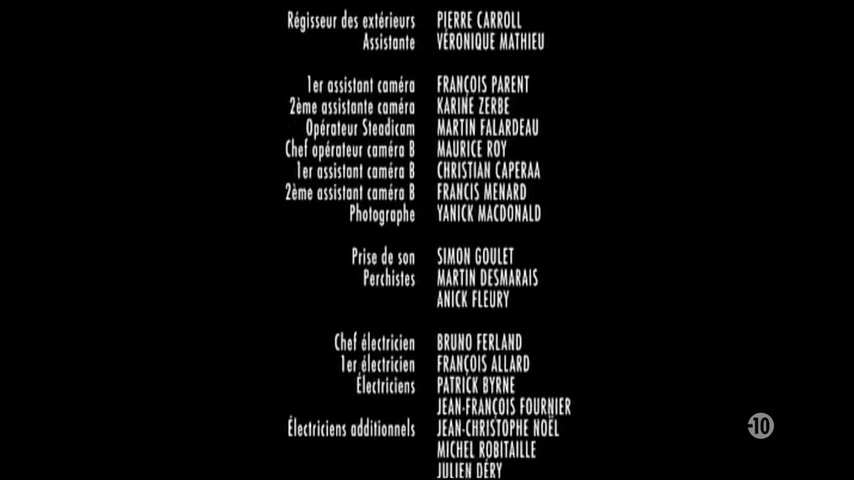 Régisseur des extérieurs PIERRE CARROLL
Assistante VÉRONIQUE MATHIEU
1er assistant caméra FRANÇOIS PARENT
2ème assistante caméra KARINE ZERBE
Opérateur Steadicam MARTIN FALARDEAU
Chef opérateur caméra B MAURICE ROY
1er assistant caméra B CHRISTIAN CAPERAA
2ème assistant caméra B FRANCIS MENARD
Photographe YANICK MACDONALD
Prise de son SIMON GOULET
Perchistes MARTIN DESMARAIS
ANICK FLEURY
Chef électricien BRUNO FERLAND
1er électricien FRANÇOIS ALLARD
Électriciens PATRICK BYRNE
JEAN-FRANÇOIS FOURNIER
Électriciens additionnels JEAN-CHRISTOPHE NOËL
MICHEL ROBITAILLE
JULIEN DÉRY
-10